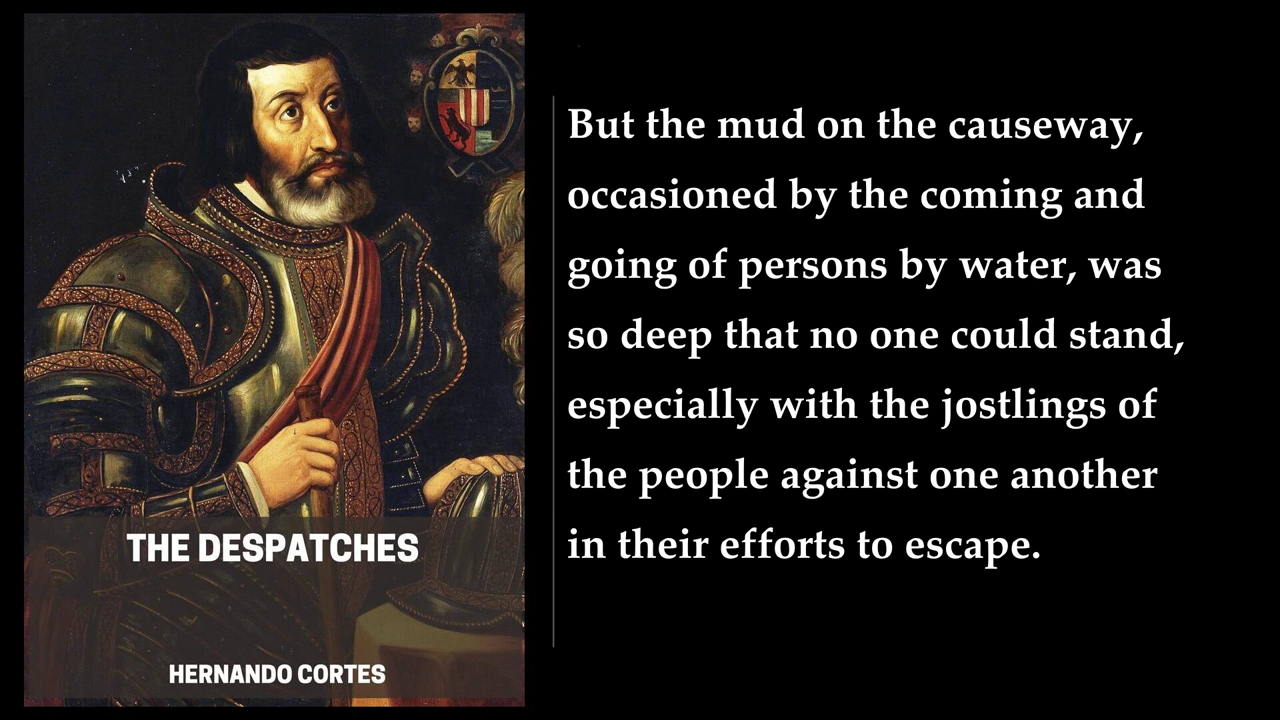 THE DESPATCHES
HERNANDO CORTES
But the mud on the causeway,
occasioned by the coming and
going of persons by water, was
so deep that no one could stand,
especially with the jostlings of
the people against one another
in their efforts to escape.